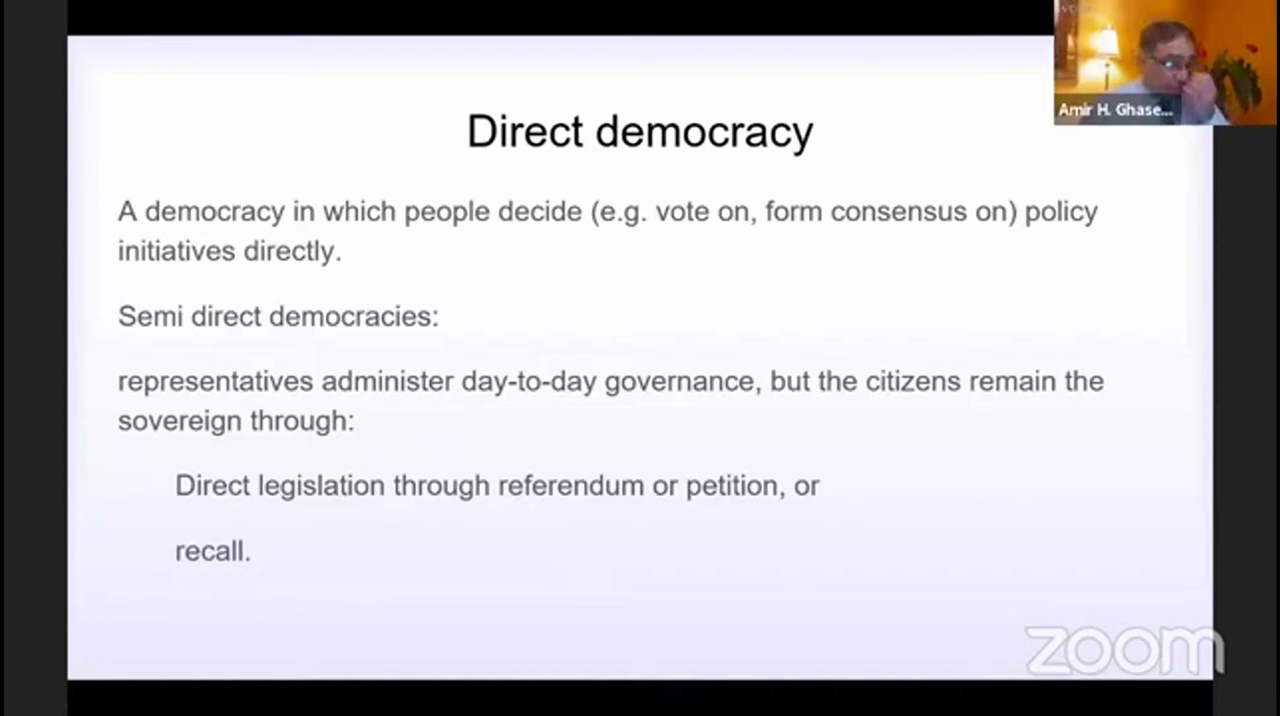 Amir H. Ghase...
Direct democracy
A democracy in which people decide (e.g. vote on, form consensus on) policy
initiatives directly.
Semi direct democracies:
representatives administer day-to-day governance, but the citizens remain the
sovereign through:
Direct legislation through referendum or petition, or
recall.
zoom